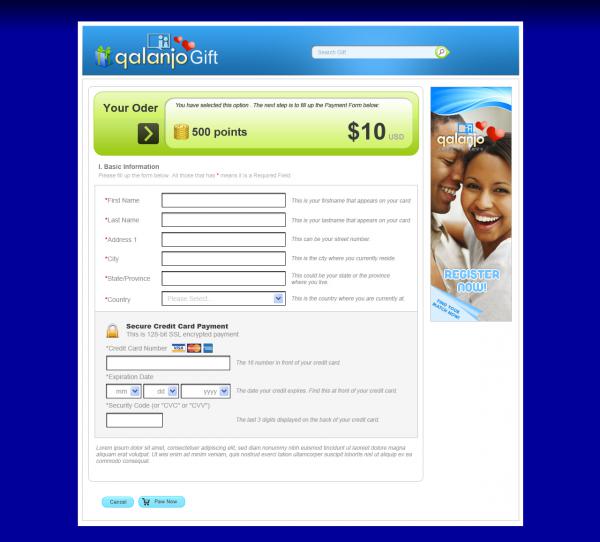 qalanjo Gift
Search Gift
Your Oder
You have selected this option . The next step is to fill up the Payment Form below:
500 points
$10 USD
I. Basic Information
Please fill up the form below. All those that has * means it is a Required Field.
*First Name
This is your firstname that appears on your card
*Last Name
This is your lastname that appears on your card
*Address 1
This can be your street number.
*City
This is the city where you currently reside.
*State/Province
This could be your state or the province
where you live.
*Country
Please Select...
This is the country where you are currently at.
Secure Credit Card Payment
This is 128-bit SSL encrypted payment
*Credit Card Number VISA
The 16 number in front of your credit card.
*Expiration Date
mm dd yyyy
The date your credit expires. Find this at front of your credit card.
*Security Code (or "CVC" or "CVV")
The last 3 digits displayed on the back of your credit card.
Lorem ipsum dolor sit amet, consectetuer adipiscing elit, sed diam nonummy nibh euismod tincidunt ut laoreet dolore magna
aliquam erat volutpat. Ut wisi enim ad minim veniam, quis nostrud exerci tation ullamcorper suscipit lobortis nisl ut aliquip ex ea
commodo consequat.
Cancel
Paw Now
qalanjo
REGISTER
NOW!
FIND YOUR
MATCH NOW!